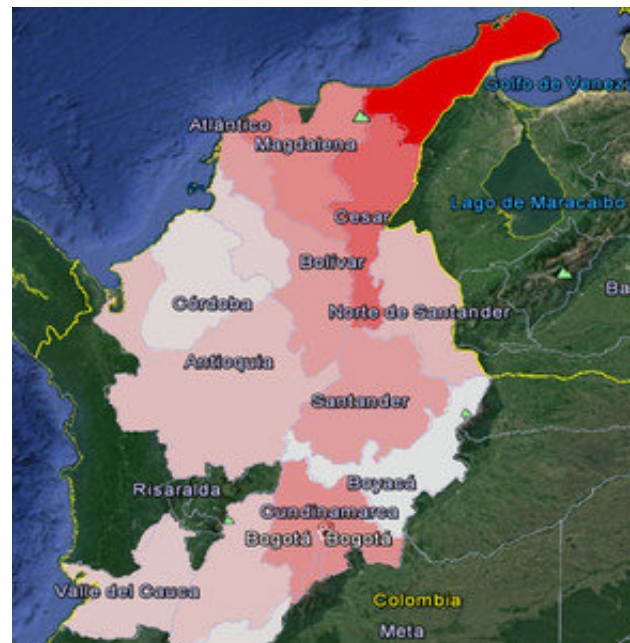 Golfo de Venez
Atlántico
Magdalena
Cesar
Lago de Maracaibo
Bolívar
Ba
Córdoba
Norte de Santander
Antioquia
Santander
Boyacá
Risaralda
Cundinamarca
Bogotá Bogotá
Valle del Cauca
Colombia
Meta